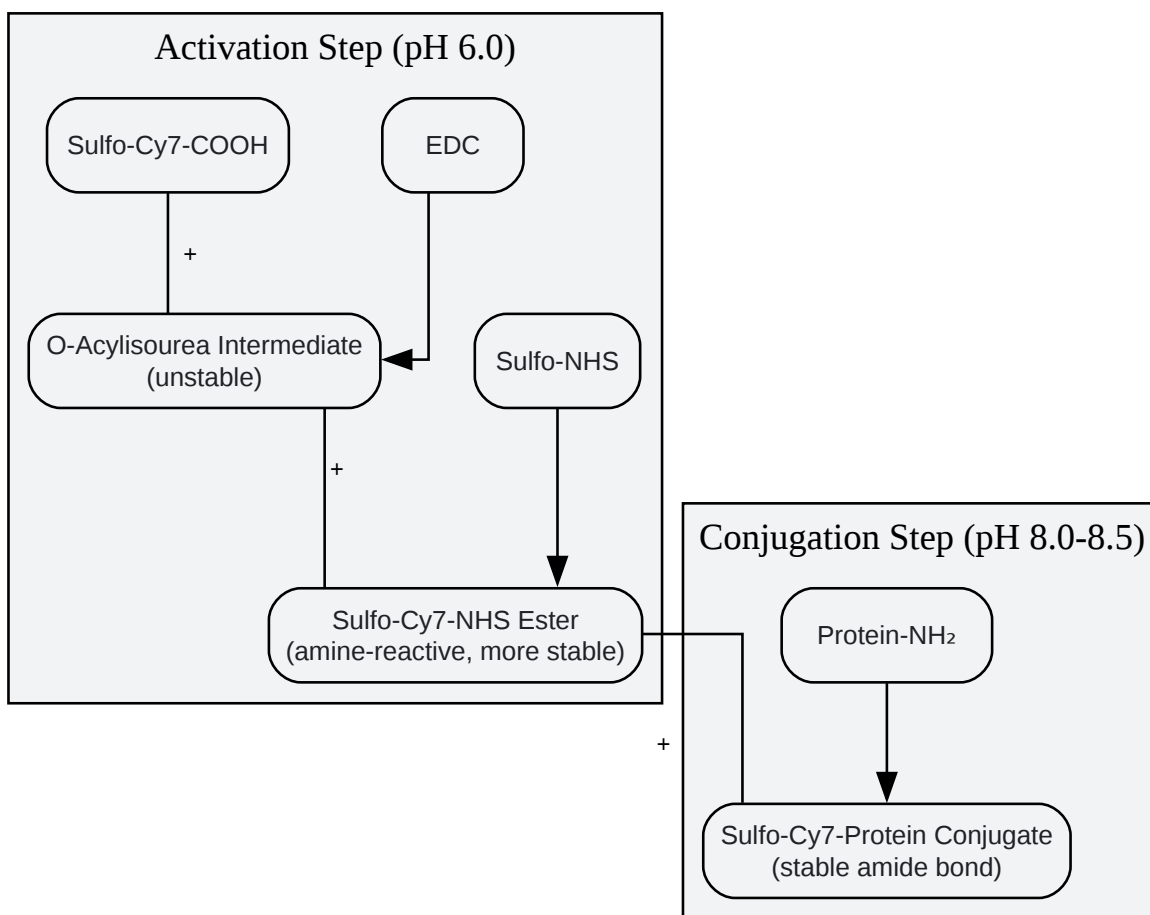 Activation Step (pH 6.0)
Sulfo-Cy7-COOH
EDC
+
O-Acylisourea Intermediate
(unstable)
Sulfo-NHS
+
Sulfo-Cy7-NHS Ester
(amine-reactive, more stable)
Conjugation Step (pH 8.0-8.5)
Protein-NH₂
+
Sulfo-Cy7-Protein Conjugate
(stable amide bond)